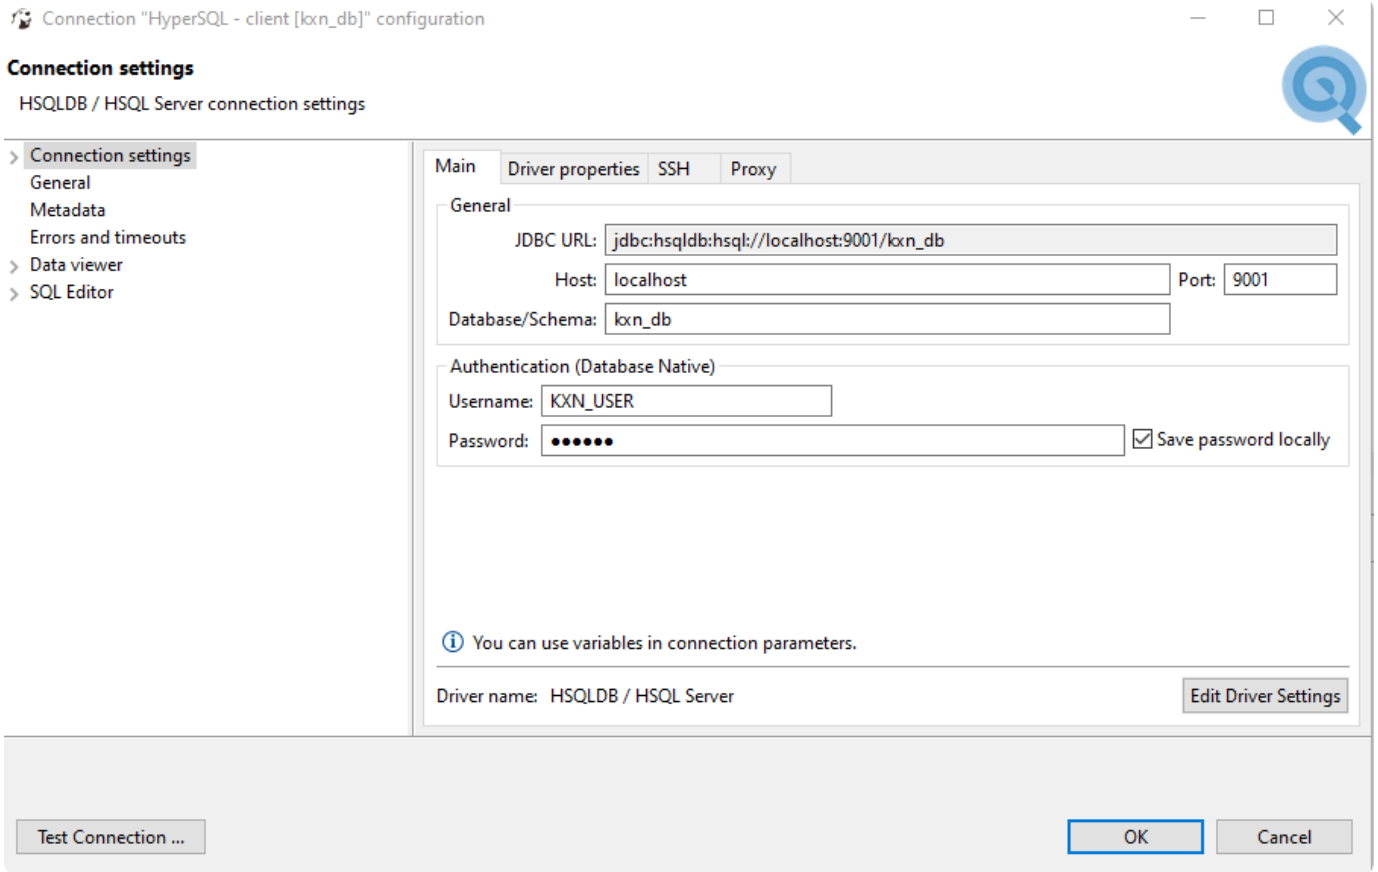 Connection "HyperSQL - client [kxn_db]" configuration
Connection settings
HSQLDB / HSQL Server connection settings
Connection settings
General
Metadata
Errors and timeouts
Data viewer
SQL Editor
Main Driver properties SSH Proxy
General
JDBC URL: jdbc:hsqldb:hsql://localhost:9001/kxn_db
Host: localhost Port: 9001
Database/Schema: kxn_db
Authentication (Database Native)
Username: KXN_USER
Password: ●●●●●● Save password locally
You can use variables in connection parameters.
Driver name: HSQLDB / HSQL Server Edit Driver Settings
Test Connection ... OK Cancel